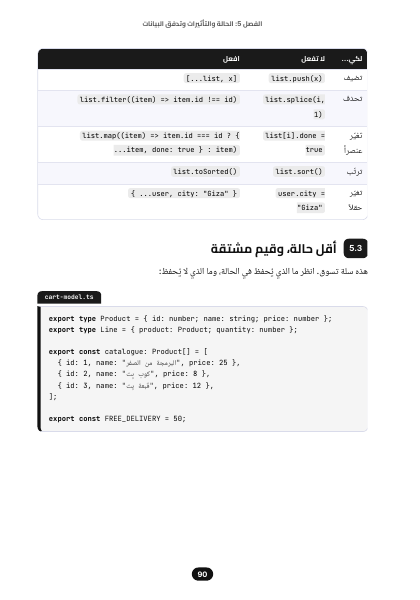 الفصل 5: الحالة والتأثيرات وتدفق البيانات
لكي... لا تفعل افعل
تضيف list.push(x) [...list, x]
تحذف list.splice(i, list.filter((item) => item.id !== id)
1)
تغيّر list[i].done = list.map((item) => item.id === id ? {
عنصراً true ...item, done: true } : item)
ترتّب list.sort() list.toSorted()
تغيّر user.city = { ...user, city: "Giza" }
حقلاً "Giza"
5.3 أقل حالة، وقيم مشتقة
هذه سلة تسوق. انظر ما الذي يُحفظ في الحالة، وما الذي لا يُحفظ:
cart-model.ts
export type Product = { id: number; name: string; price: number };
export type Line = { product: Product; quantity: number };
export const catalogue: Product[] = [
{ id: 1, name: "البرمجة من الصفر", price: 25 },
{ id: 2, name: "كوب بِت", price: 8 },
{ id: 3, name: "قبعة بِت", price: 12 },
];
export const FREE_DELIVERY = 50;
90